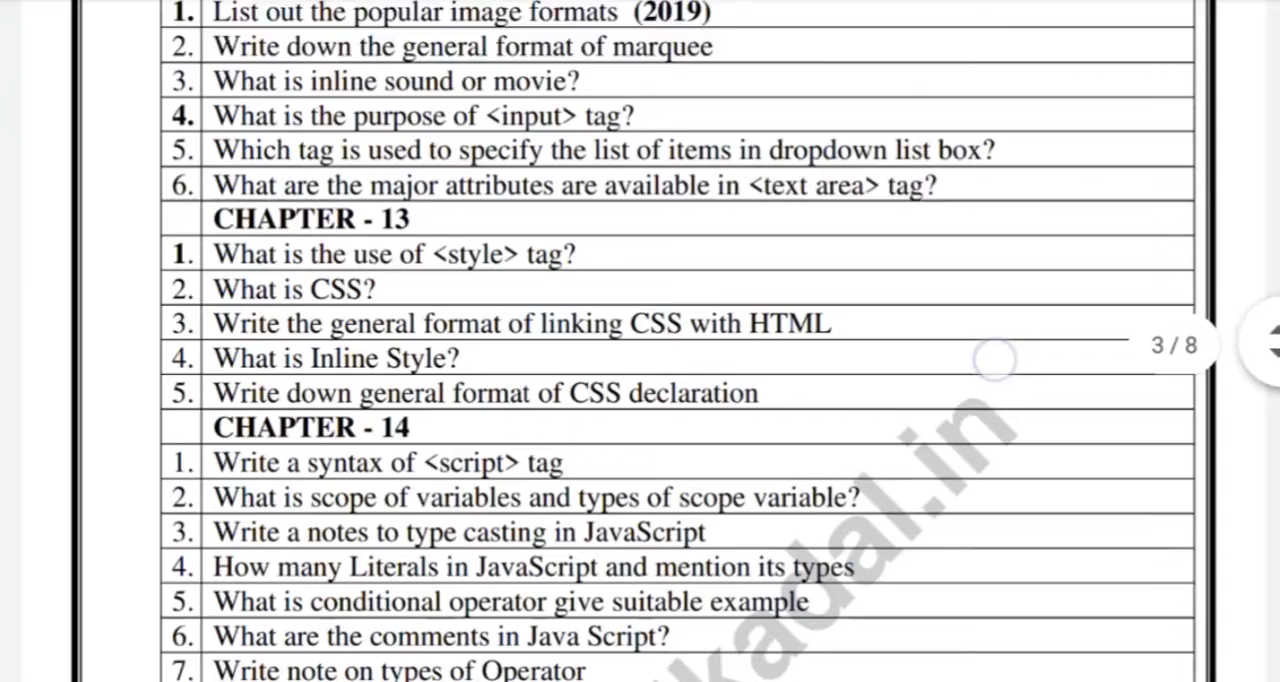 1. List out the popular image formats (2019)
2. Write down the general format of marquee
3. What is inline sound or movie?
4. What is the purpose of <input> tag?
5. Which tag is used to specify the list of items in dropdown list box?
6. What are the major attributes are available in <text area> tag?
CHAPTER - 13
1. What is the use of <style> tag?
2. What is CSS?
3. Write the general format of linking CSS with HTML
3 / 8
4. What is Inline Style?
5. Write down general format of CSS declaration
CHAPTER - 14
1. Write a syntax of <script> tag
2. What is scope of variables and types of scope variable?
3. Write a notes to type casting in JavaScript
4. How many Literals in JavaScript and mention its types
5. What is conditional operator give suitable example
6. What are the comments in Java Script?
7. Write note on types of Operator
kadal.in